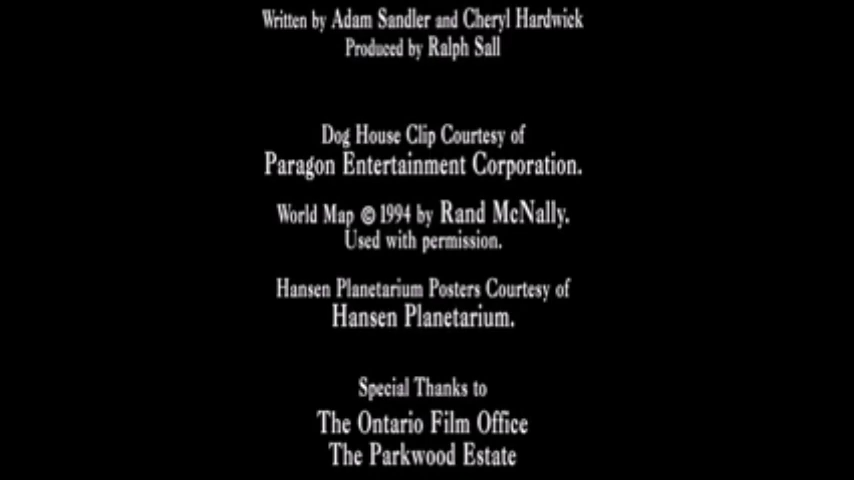 Written by Adam Sandler and Cheryl Hardwick
Produced by Ralph Sall
Dog House Clip Courtesy of
Paragon Entertainment Corporation.
World Map © 1994 by Rand McNally.
Used with permission.
Hansen Planetarium Posters Courtesy of
Hansen Planetarium.
Special Thanks to
The Ontario Film Office
The Parkwood Estate